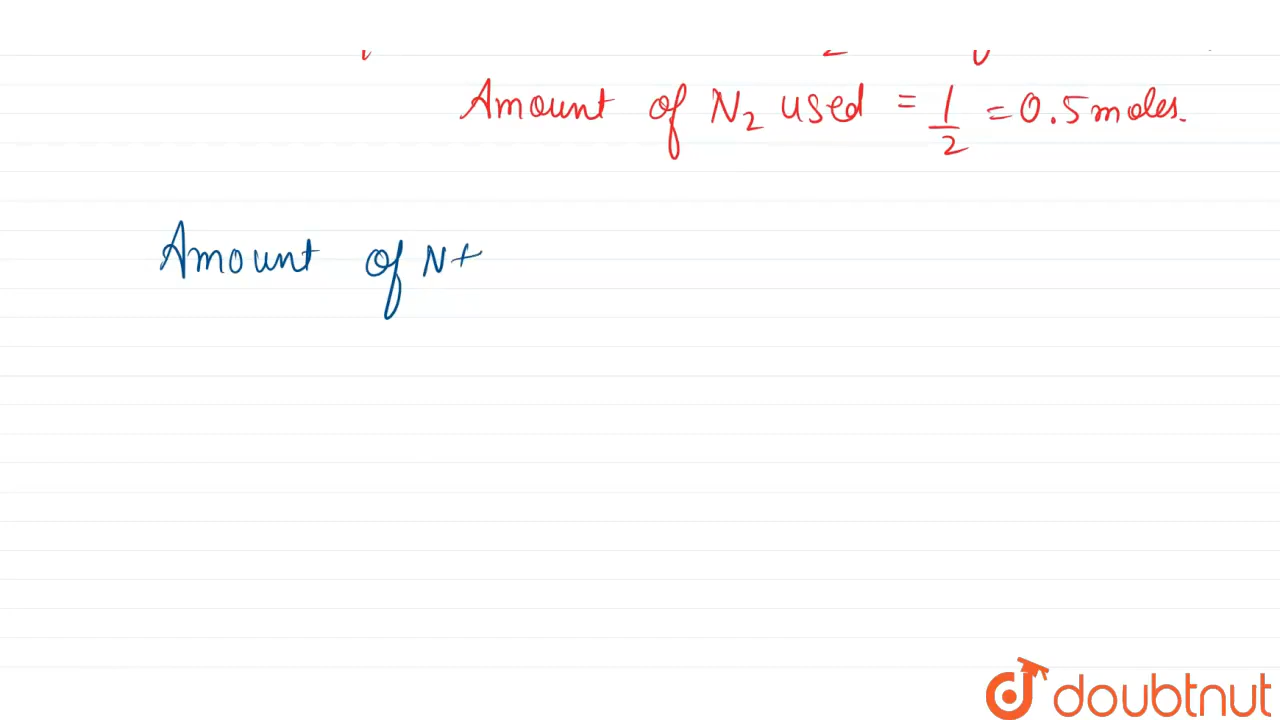 Amount of N₂ used = 1/2 = 0.5 moles.
Amount of N
doubtnut